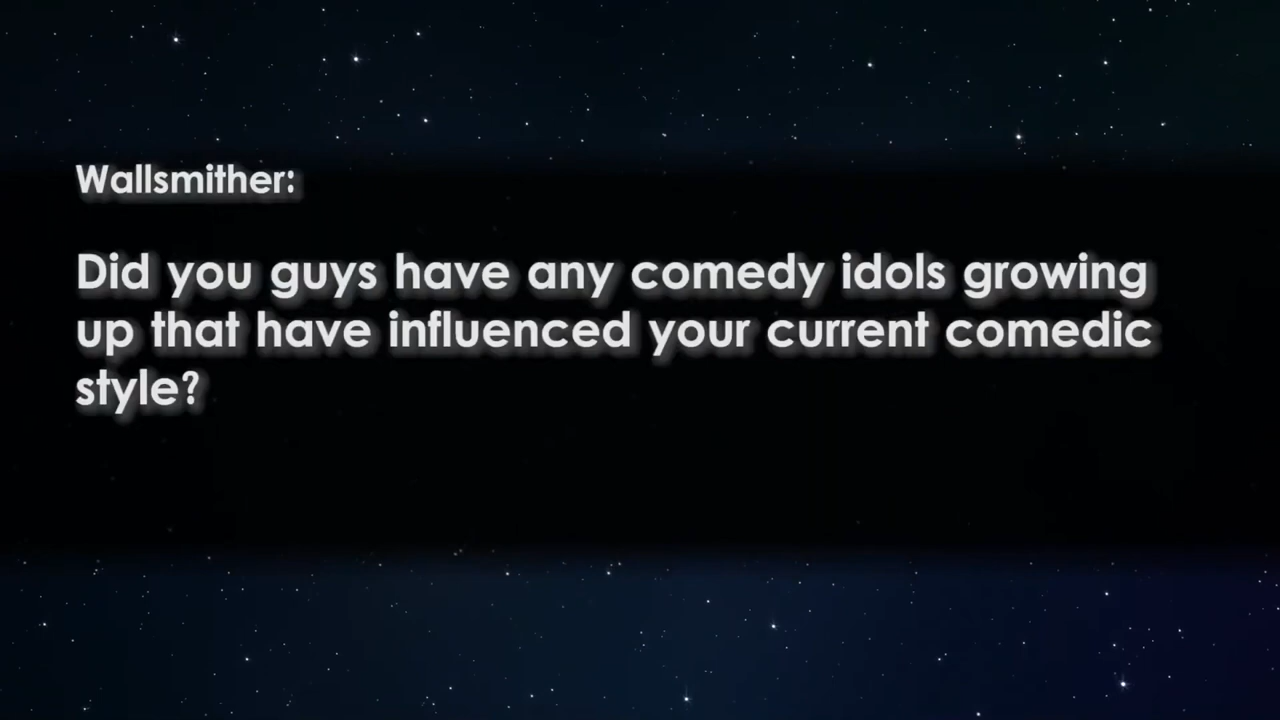 Wallsmither:
Did you guys have any comedy idols growing
up that have influenced your current comedic
style?